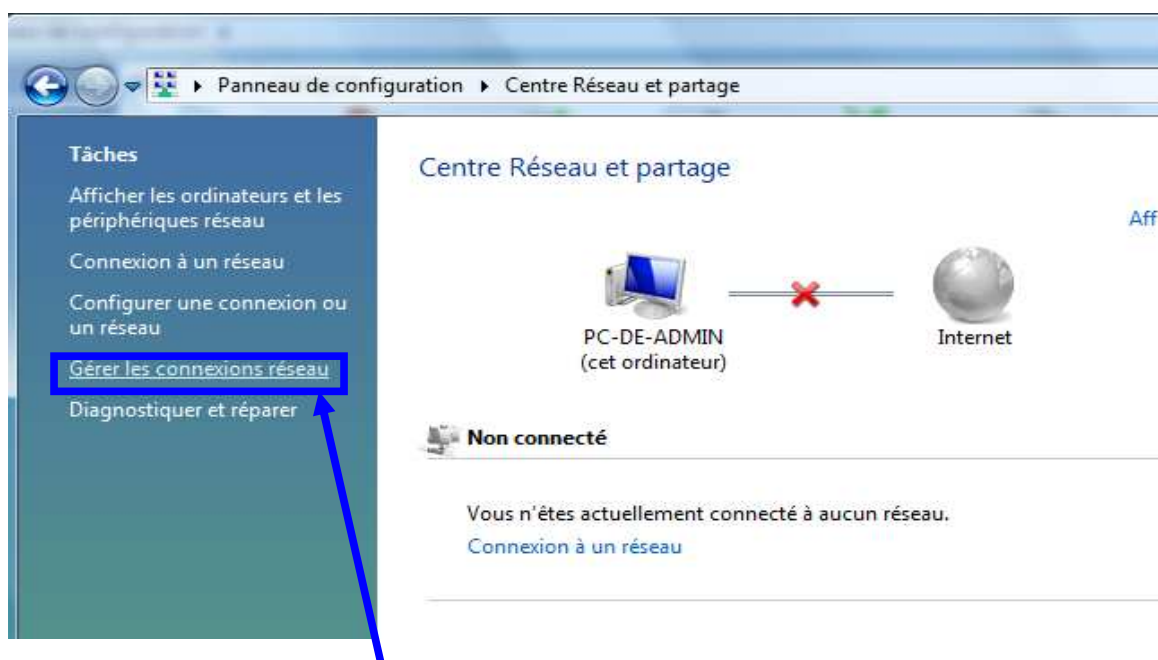 Panneau de configuration
Centre Réseau et partage
Tâches
Afficher les ordinateurs et les
périphériques réseau
Connexion à un réseau
Configurer une connexion ou
un réseau
Gérer les connexions réseau
Diagnostiquer et réparer
Centre Réseau et partage
Aff
PC-DE-ADMIN
(cet ordinateur)
Internet
Non connecté
Vous n'êtes actuellement connecté à aucun réseau.
Connexion à un réseau